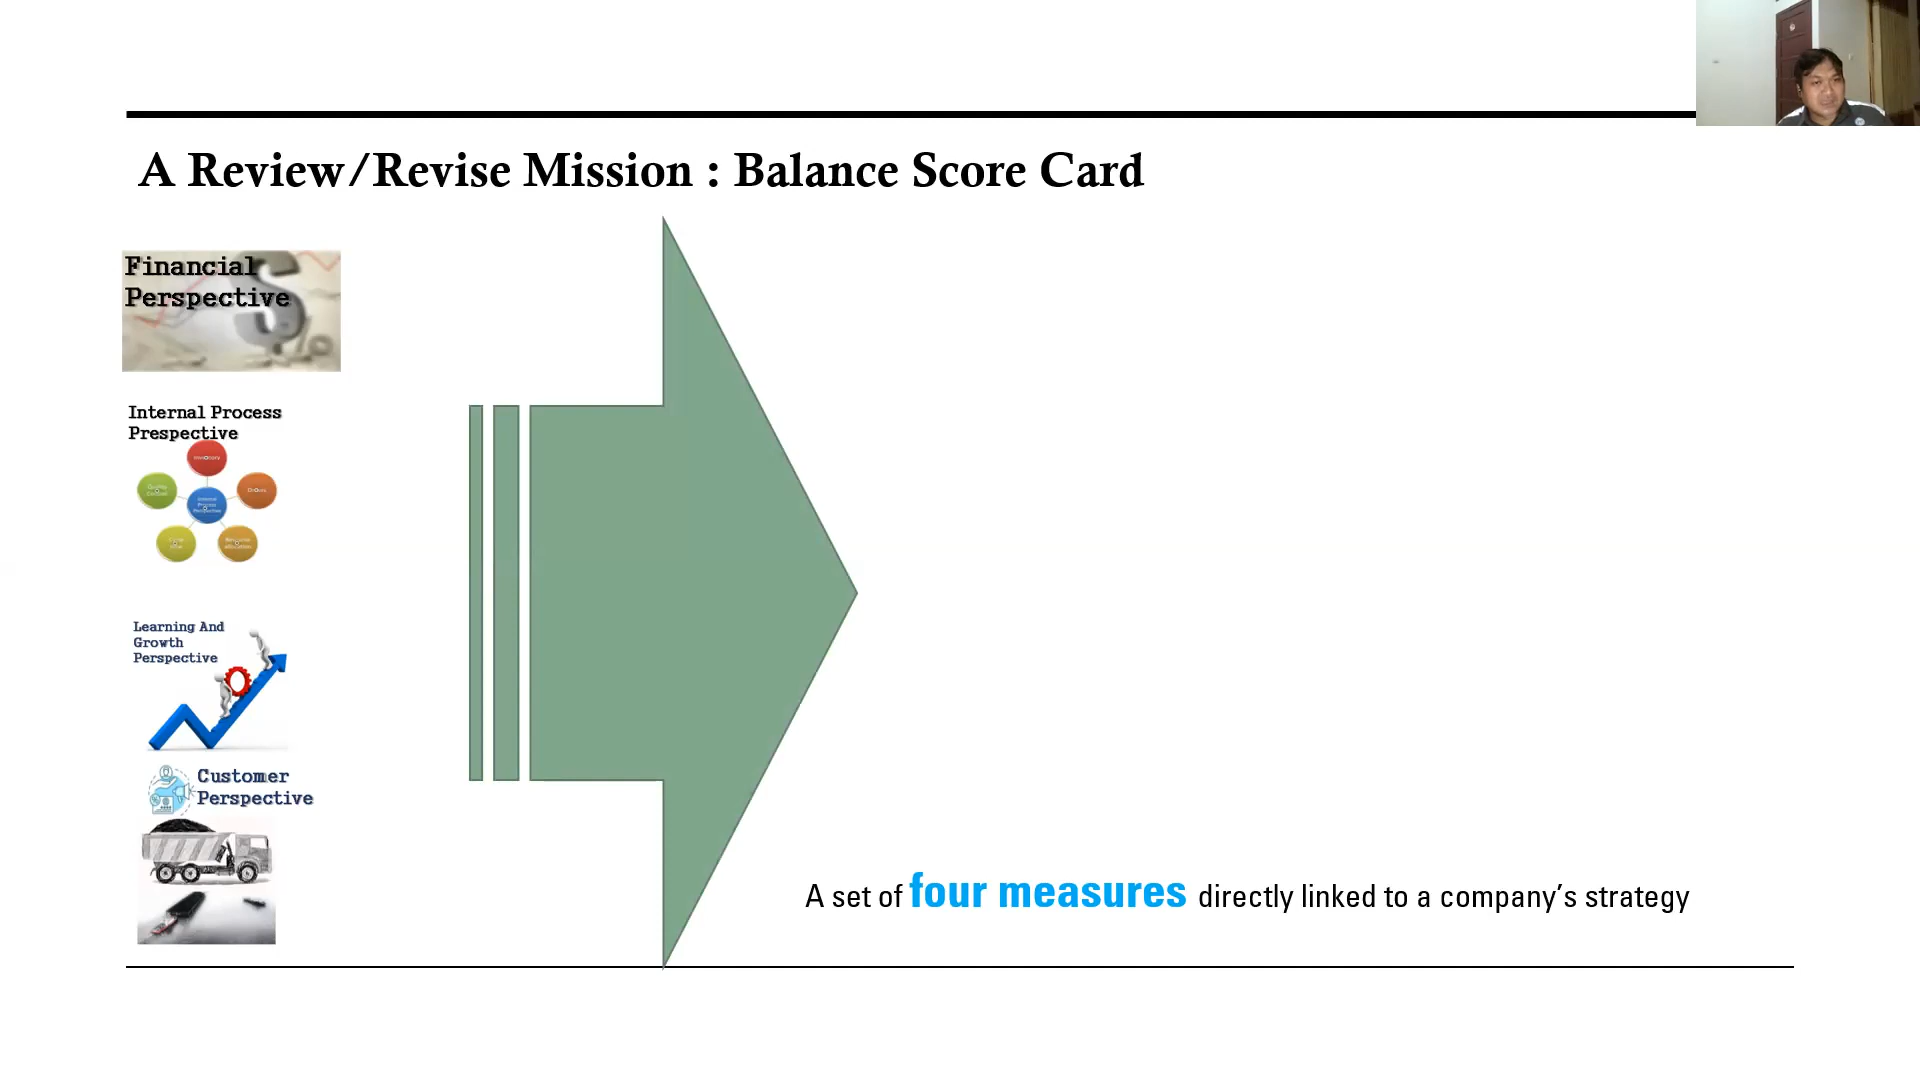 A Review/Revise Mission : Balance Score Card
Financial
Perspective
Internal Process
Prespective
Learning And
Growth
Perspective
Customer
Perspective
A set of four measures directly linked to a company's strategy